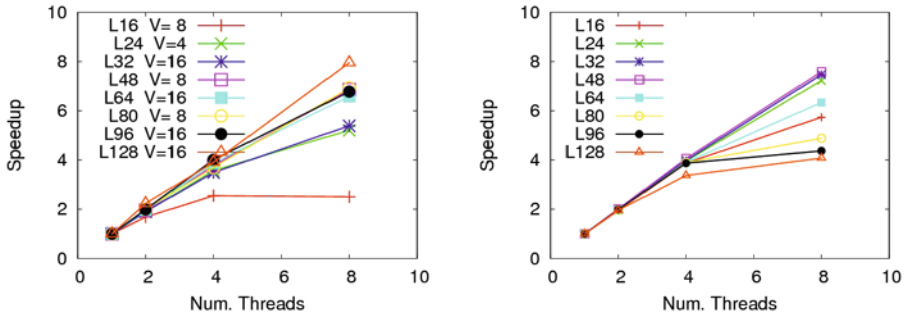 10
8
6
4
2
0
Speedup
L16 V= 8
L24 V=4
L32 V=16
L48 V= 8
L64 V=16
L80 V= 8
L96 V=16
L128 V=16
0 2 4 6 8 10
Num. Threads
10
8
6
4
2
0
Speedup
L16
L24
L32
L48
L64
L80
L96
L128
0 2 4 6 8 10
Num. Threads